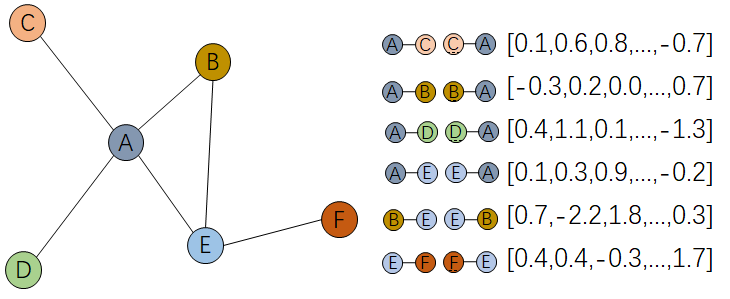 C
B
A
E
F
D
A C C A [0.1,0.6,0.8,...,-0.7]
A B B A [-0.3,0.2,0.0,...,0.7]
A D D A [0.4,1.1,0.1,...,-1.3]
A E E A [0.1,0.3,0.9,...,-0.2]
B E E B [0.7,-2.2,1.8,...,0.3]
E F F E [0.4,0.4,-0.3,...,1.7]